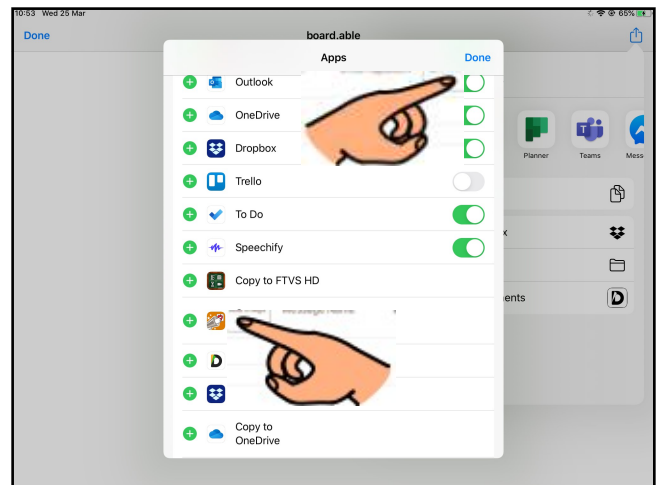 10:53 Wed 25 Mar
65%
Done
board.able
Apps
Done
Outlook
OneDrive
Dropbox
Trello
To Do
Speechify
Copy to FTVS HD
Copy to
OneDrive
Planner
Teams
Mess
x
ents